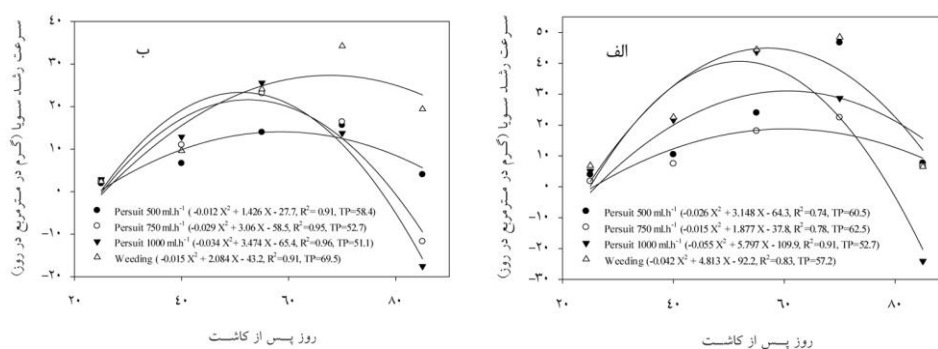 الف
سرعت رشد سویا (گرم در مترمربع در روز)
۵۰
۴۰
۳۰
۲۰
۱۰
۰
−۱۰
−۲۰
−۳۰
Persuit 500 ml.h⁻¹ (-0.026 X² + 3.148 X - 64.3, R²= 0.74, TP=60.5)
Persuit 750 ml.h⁻¹ (-0.015 X² + 1.877 X - 37.8, R²= 0.78, TP=62.5)
Persuit 1000 ml.h⁻¹ (-0.055 X² + 5.797 X - 109.9, R²= 0.91, TP=52.7)
Weeding (-0.042 X² + 4.813 X - 92.2, R²= 0.83, TP=57.2)
۲۰ ۴۰ ۶۰ ۸۰
روز پس از کاشت
ب
سرعت رشد سویا (گرم در مترمربع در روز)
۴۰
۳۰
۲۰
۱۰
۰
−۱۰
−۲۰
Persuit 500 ml.h⁻¹ ( -0.012 X² + 1.426 X - 27.7, R²= 0.91, TP=58.4)
Persuit 750 ml.h⁻¹ (-0.029 X² + 3.06 X - 58.5, R²= 0.95, TP=52.7)
Persuit 1000 ml.h⁻¹ (-0.034 X² + 3.474 X - 65.4, R²= 0.96, TP=51.1)
Weeding ( -0.015 X² + 2.084 X - 43.2, R²= 0.91, TP=69.5)
۲۰ ۴۰ ۶۰ ۸۰
روز پس از کاشت